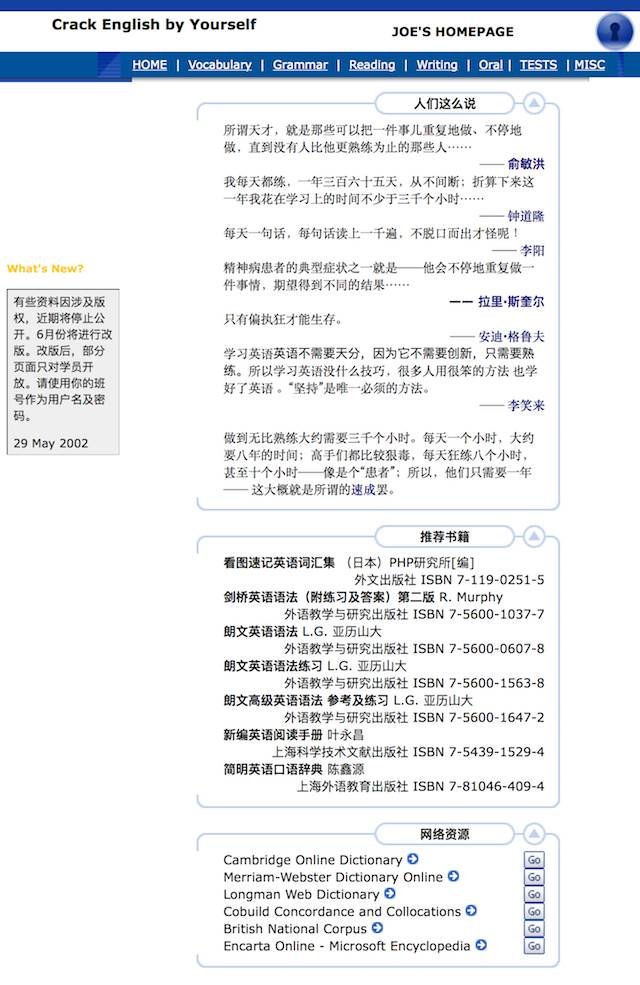 Crack English by Yourself
JOE'S HOMEPAGE
HOME | Vocabulary | Grammar | Reading | Writing | Oral | TESTS | MISC
人们这么说
所谓天才，就是那些可以把一件事儿重复地做、不停地
做，直到没有人比他更熟练为止的那些人……
—— 俞敏洪
我每天都练，一年三百六十五天，从不间断；折算下来这
一年我花在学习上的时间不少于三千个小时……
—— 钟道隆
每天一句话，每句话读上一千遍，不脱口而出才怪呢！
—— 李阳
精神病患者的典型症状之一就是——他会不停地重复做一
件事情，期望得到不同的结果……
—— 拉里·斯奎尔
只有偏执狂才能生存。
—— 安迪·格鲁夫
学习英语英语不需要天分，因为它不需要创新，只需要熟
练。所以学习英语没什么技巧，很多人用很笨的方法 也学
好了英语 。“坚持”是唯一必须的方法。
—— 李笑来
做到无比熟练大约需要三千个小时。每天一个小时，大约
要八年的时间；高手们都比较狠毒，每天狂练八个小时，
甚至十个小时——像是个“患者”；所以，他们只需要一年
—— 这大概就是所谓的速成罢。
What's New?
有些资料因涉及版
权，近期将停止公
开。6月份将进行改
版。改版后，部分
页面只对学员开
放。请使用你的班
号作为用户名及密
码。
29 May 2002
推荐书籍
看图速记英语词汇集 （日本）PHP研究所[编]
外文出版社 ISBN 7-119-0251-5
剑桥英语语法（附练习及答案）第二版 R. Murphy
外语教学与研究出版社 ISBN 7-5600-1037-7
朗文英语语法 L.G. 亚历山大
外语教学与研究出版社 ISBN 7-5600-0607-8
朗文英语语法练习 L.G. 亚历山大
外语教学与研究出版社 ISBN 7-5600-1563-8
朗文高级英语语法 参考及练习 L.G. 亚历山大
外语教学与研究出版社 ISBN 7-5600-1647-2
新编英语阅读手册 叶永昌
上海科学技术文献出版社 ISBN 7-5439-1529-4
简明英语口语辞典 陈鑫源
上海外语教育出版社 ISBN 7-81046-409-4
网络资源
Cambridge Online Dictionary Go
Merriam-Webster Dictionary Online Go
Longman Web Dictionary Go
Cobuild Concordance and Collocations Go
British National Corpus Go
Encarta Online - Microsoft Encyclopedia Go